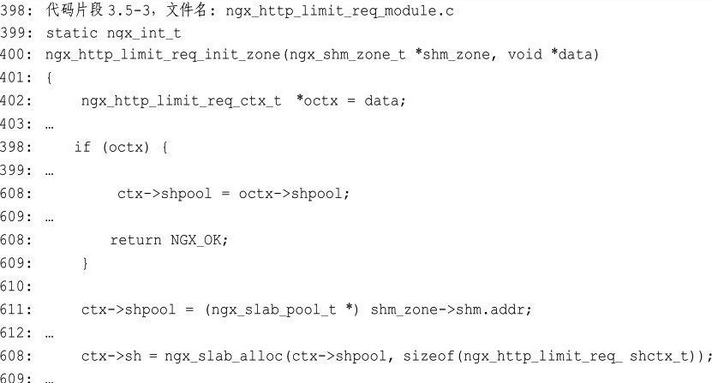 398: 代码片段 3.5-3，文件名：ngx_http_limit_req_module.c
399: static ngx_int_t
400: ngx_http_limit_req_init_zone(ngx_shm_zone_t *shm_zone, void *data)
401: {
402:     ngx_http_limit_req_ctx_t  *octx = data;
403: …
398:    if (octx) {
399: …
608:         ctx->shpool = octx->shpool;
609: …
608:        return NGX_OK;
609:     }
610:
611:     ctx->shpool = (ngx_slab_pool_t *) shm_zone->shm.addr;
612: …
608:     ctx->sh = ngx_slab_alloc(ctx->shpool, sizeof(ngx_http_limit_req_ shctx_t));
609: …